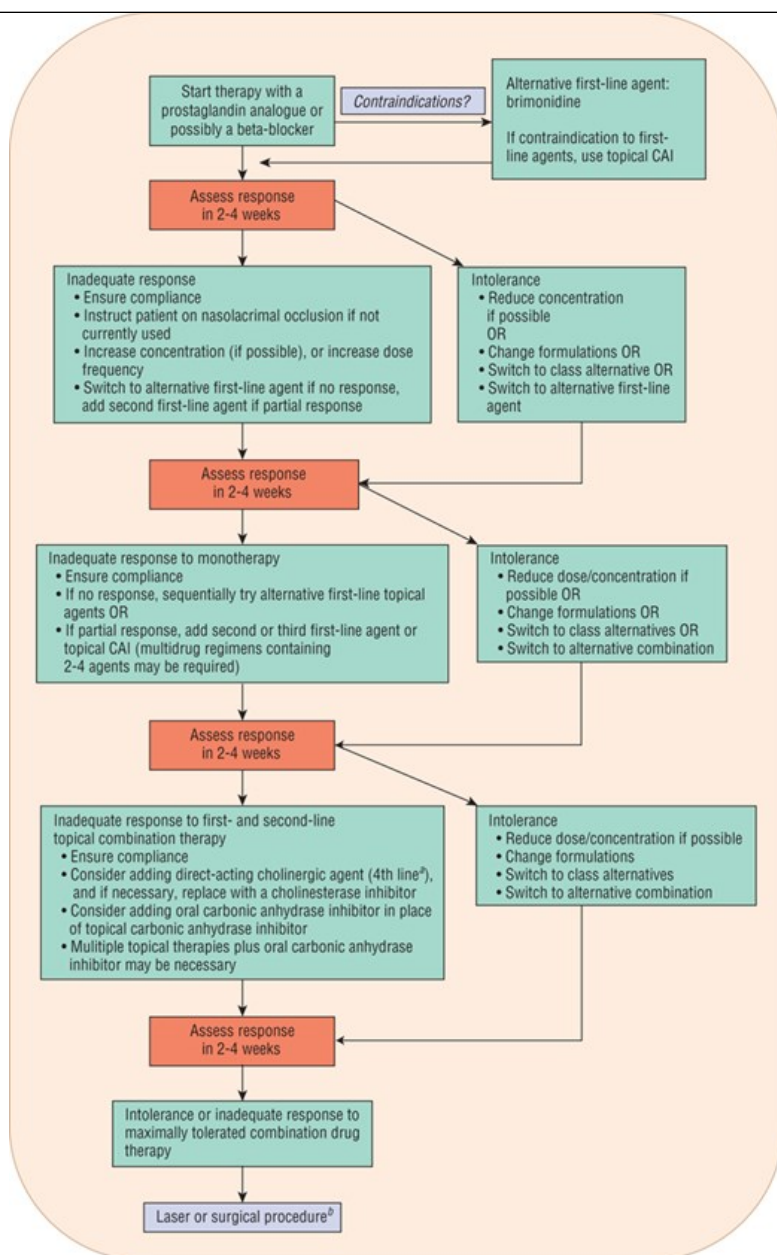 Start therapy with a
prostaglandin analogue or
possibly a beta-blocker
Contraindications?
Alternative first-line agent:
brimonidine
If contraindication to first-
line agents, use topical CAI
Assess response
in 2-4 weeks
Inadequate response
• Ensure compliance
• Instruct patient on nasolacrimal occlusion if not
currently used
• Increase concentration (if possible), or increase dose
frequency
• Switch to alternative first-line agent if no response,
add second first-line agent if partial response
Intolerance
• Reduce concentration
if possible
OR
• Change formulations OR
• Switch to class alternative OR
• Switch to alternative first-line
agent
Assess response
in 2-4 weeks
Inadequate response to monotherapy
• Ensure compliance
• If no response, sequentially try alternative first-line topical
agents OR
• If partial response, add second or third first-line agent or
topical CAI (multidrug regimens containing
2-4 agents may be required)
Intolerance
• Reduce dose/concentration if
possible OR
• Change formulations OR
• Switch to class alternatives OR
• Switch to alternative combination
Assess response
in 2-4 weeks
Inadequate response to first- and second-line
topical combination therapy
• Ensure compliance
• Consider adding direct-acting cholinergic agent (4th lineᵃ),
and if necessary, replace with a cholinesterase inhibitor
• Consider adding oral carbonic anhydrase inhibitor in place
of topical carbonic anhydrase inhibitor
• Mulitiple topical therapies plus oral carbonic anhydrase
inhibitor may be necessary
Intolerance
• Reduce dose/concentration if possible
• Change formulations
• Switch to class alternatives
• Switch to alternative combination
Assess response
in 2-4 weeks
Intolerance or inadequate response to
maximally tolerated combination drug
therapy
Laser or surgical procedureᵇ